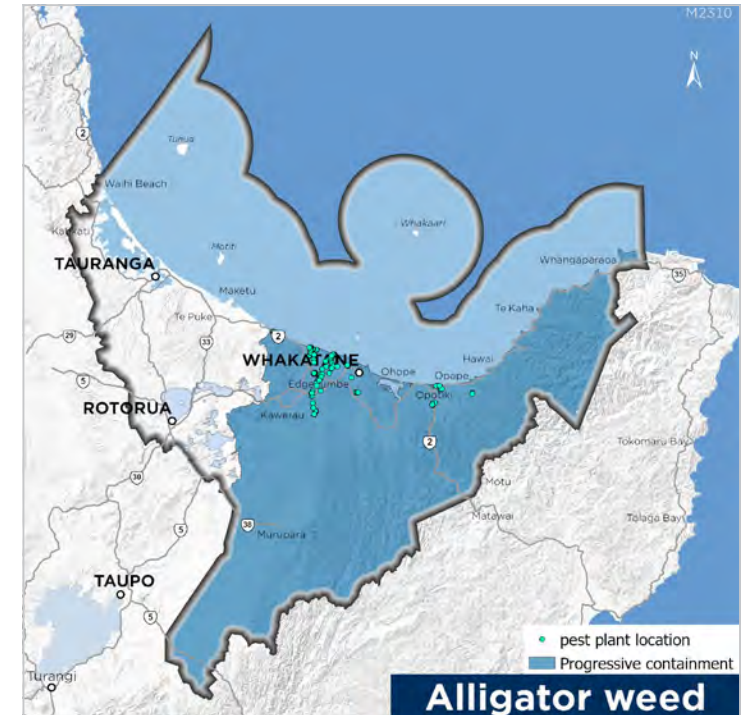 M2310
N
2
Tuhua
Waihi Beach
Katikati
Whakaari
Motiti
Whangaparaoa
TAURANGA
35
Maketu
Te Kaha
Te Puke
2
29
33
WHAKATANE
Hawai
Ohope
Opape
5
Edgecumbe
Opotiki
ROTORUA
Kawerau
2
Tokomaru Bay
38
Motu
Matawai
Tolaga Bay
38
5
Murupara
TAUPO
pest plant location
Progressive containment
Turangi
Alligator weed